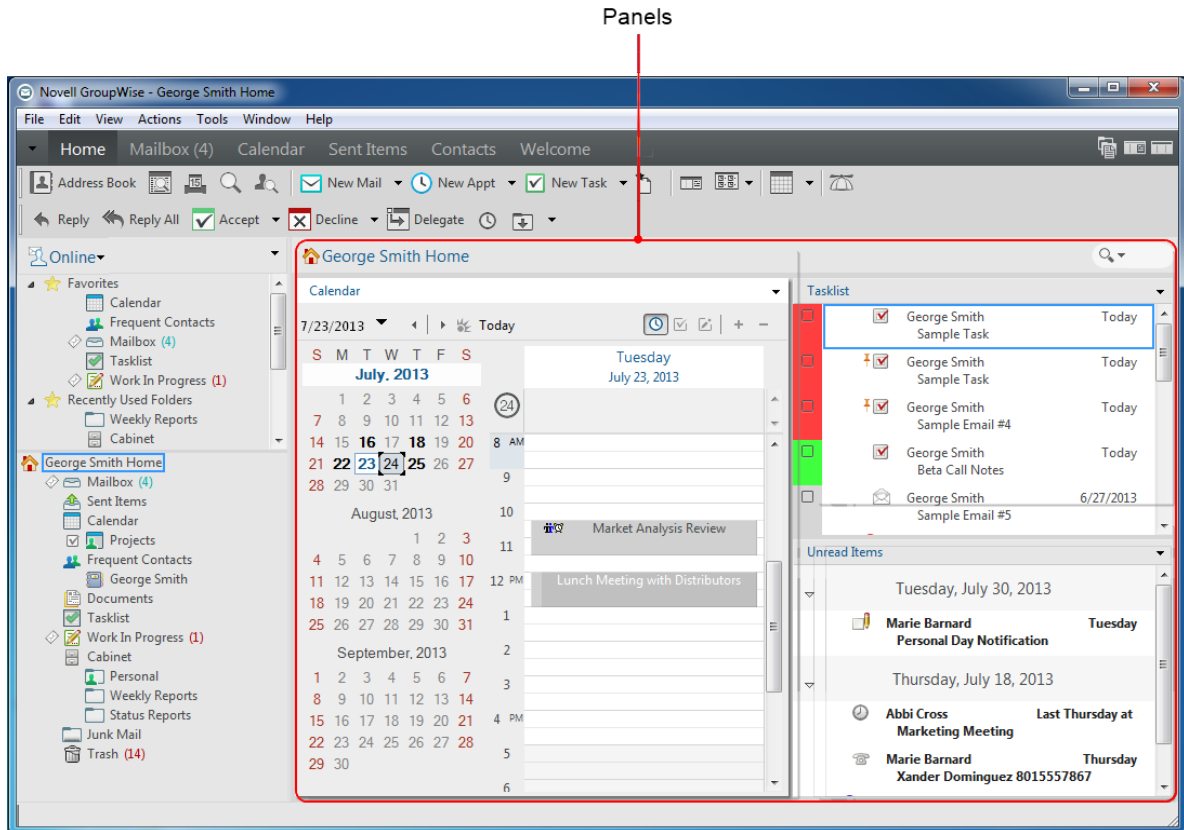 Panels
Novell GroupWise - George Smith Home
File Edit View Actions Tools Window Help
Home Mailbox (4) Calendar Sent Items Contacts Welcome
Address Book 15 New Mail New Appt New Task
Reply Reply All Accept Decline Delegate
Online
Favorites
Calendar
Frequent Contacts
Mailbox (4)
Tasklist
Work In Progress (1)
Recently Used Folders
Weekly Reports
Cabinet
George Smith Home
Mailbox (4)
Sent Items
Calendar
Projects
Frequent Contacts
George Smith
Documents
Tasklist
Work In Progress (1)
Cabinet
Personal
Weekly Reports
Status Reports
Junk Mail
Trash (14)
George Smith Home
Calendar
7/23/2013 Today
S M T W T F S
July, 2013
1 2 3 4 5 6
7 8 9 10 11 12 13
14 15 16 17 18 19 20
21 22 23 24 25 26 27
28 29 30 31
August, 2013
1 2 3
4 5 6 7 8 9 10
11 12 13 14 15 16 17
18 19 20 21 22 23 24
25 26 27 28 29 30 31
September, 2013
1 2 3 4 5 6 7
8 9 10 11 12 13 14
15 16 17 18 19 20 21
22 23 24 25 26 27 28
29 30
Tuesday
July 23, 2013
24
8 AM
9
10
Market Analysis Review
11
12 PM Lunch Meeting with Distributors
1
2
3
4 PM
5
6
Tasklist
George Smith Today
Sample Task
George Smith Today
Sample Task
George Smith Today
Sample Email #4
George Smith Today
Beta Call Notes
George Smith 6/27/2013
Sample Email #5
Unread Items
Tuesday, July 30, 2013
Marie Barnard Tuesday
Personal Day Notification
Thursday, July 18, 2013
Abbi Cross Last Thursday at
Marketing Meeting
Marie Barnard Thursday
Xander Dominguez 8015557867